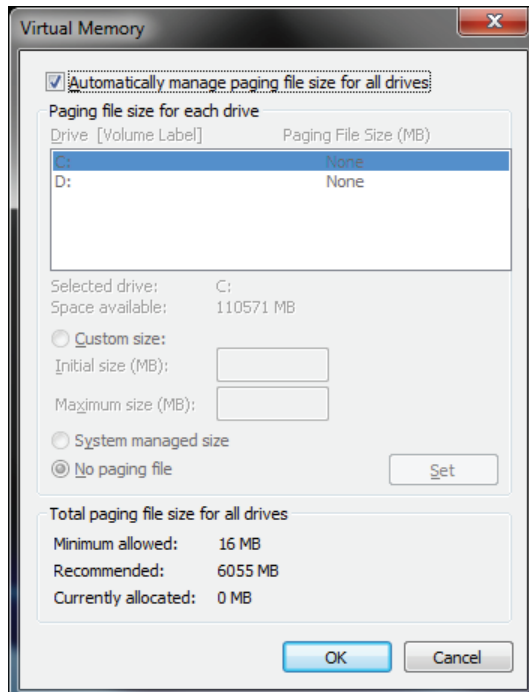 Virtual Memory
Automatically manage paging file size for all drives
Paging file size for each drive
Drive [Volume Label] Paging File Size (MB)
C: None
D: None
Selected drive: C:
Space available: 110571 MB
Custom size:
Initial size (MB):
Maximum size (MB):
System managed size
No paging file Set
Total paging file size for all drives
Minimum allowed: 16 MB
Recommended: 6055 MB
Currently allocated: 0 MB
OK Cancel